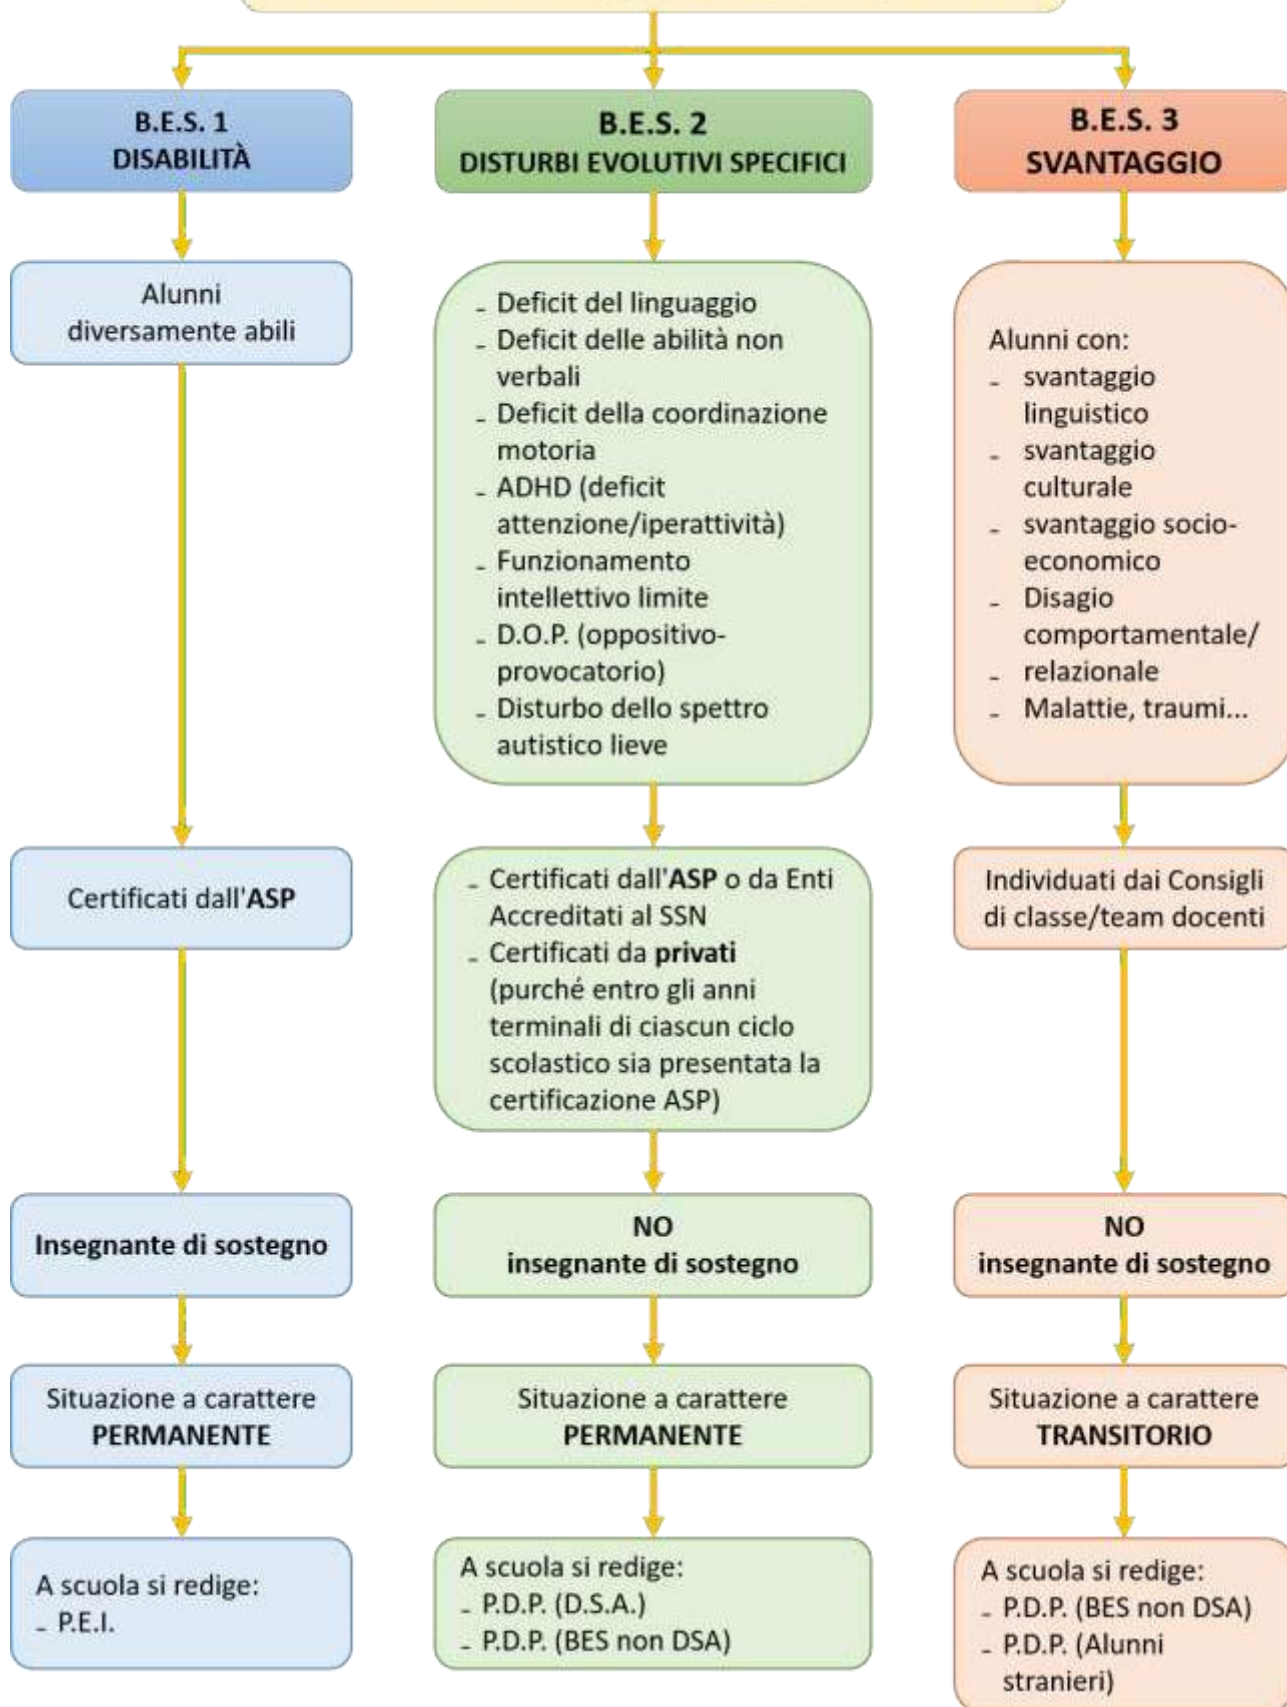 B.E.S. 1
DISABILITÀ
B.E.S. 2
DISTURBI EVOLUTIVI SPECIFICI
B.E.S. 3
SVANTAGGIO
Alunni
diversamente abili
- Deficit del linguaggio
- Deficit delle abilità non
verbali
- Deficit della coordinazione
motoria
- ADHD (deficit
attenzione/iperattività)
- Funzionamento
intellettivo limite
- D.O.P. (oppositivo-
provocatorio)
- Disturbo dello spettro
autistico lieve
Alunni con:
- svantaggio
linguistico
- svantaggio
culturale
- svantaggio socio-
economico
- Disagio
comportamentale/
- relazionale
- Malattie, traumi...
Certificati dall'ASP
- Certificati dall'ASP o da Enti
Accreditati al SSN
- Certificati da privati
(purché entro gli anni
terminali di ciascun ciclo
scolastico sia presentata la
certificazione ASP)
Individuati dai Consigli
di classe/team docenti
Insegnante di sostegno
NO
insegnante di sostegno
NO
insegnante di sostegno
Situazione a carattere
PERMANENTE
Situazione a carattere
PERMANENTE
Situazione a carattere
TRANSITORIO
A scuola si redige:
- P.E.I.
A scuola si redige:
- P.D.P. (D.S.A.)
- P.D.P. (BES non DSA)
A scuola si redige:
- P.D.P. (BES non DSA)
- P.D.P. (Alunni
stranieri)